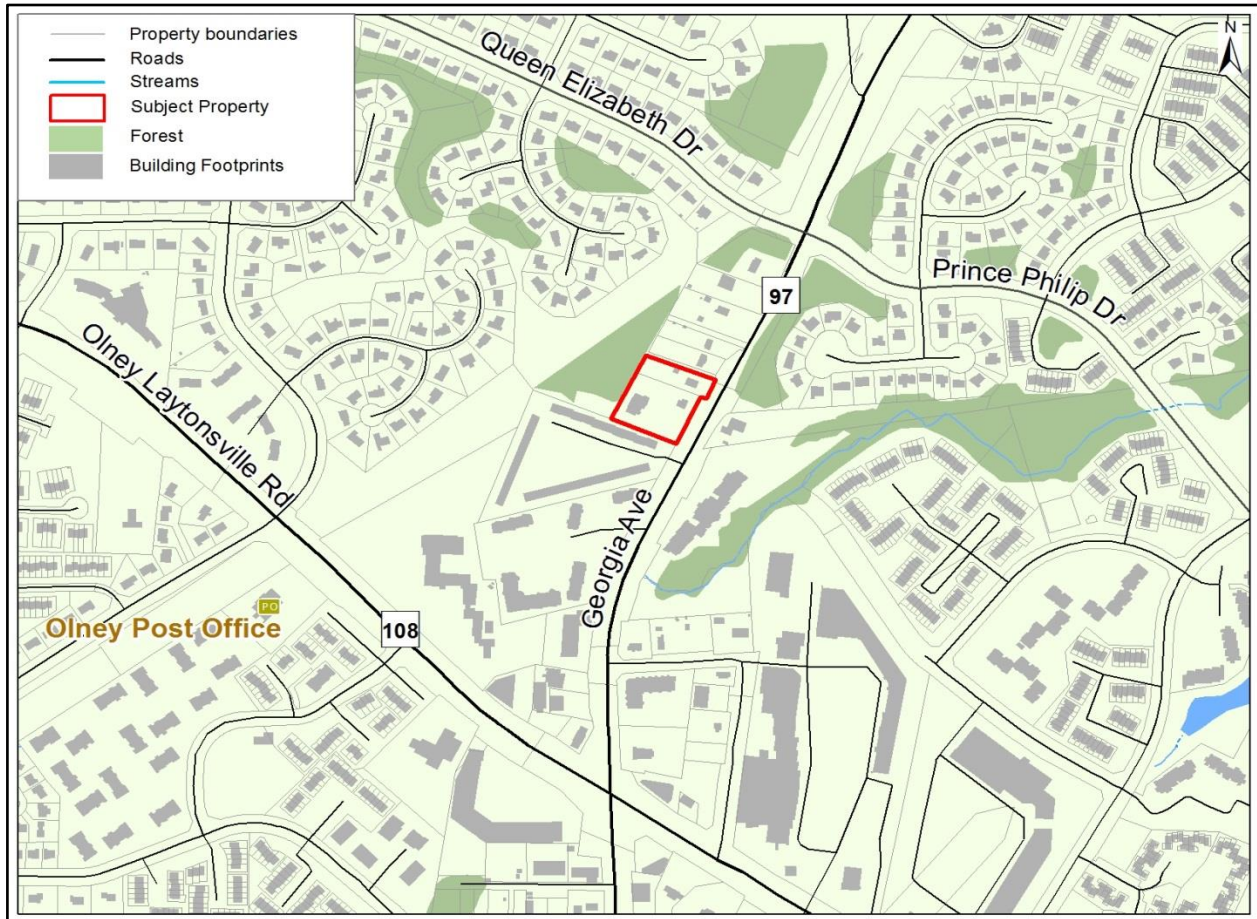 Property boundaries
Roads
Streams
Subject Property
Forest
Building Footprints
N
Queen Elizabeth Dr
97
Prince Philip Dr
Olney Laytonsville Rd
Georgia Ave
PO
Olney Post Office
108